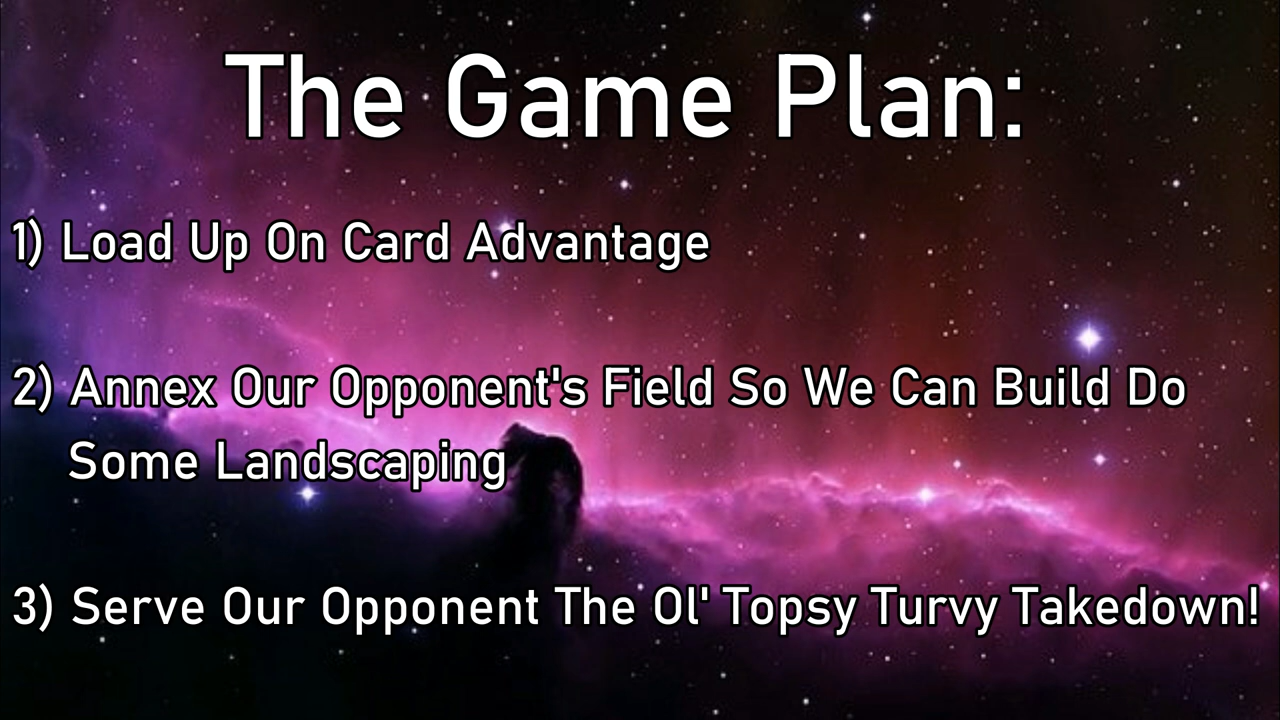 The Game Plan:
1) Load Up On Card Advantage
2) Annex Our Opponent's Field So We Can Build Do
Some Landscaping
3) Serve Our Opponent The Ol' Topsy Turvy Takedown!